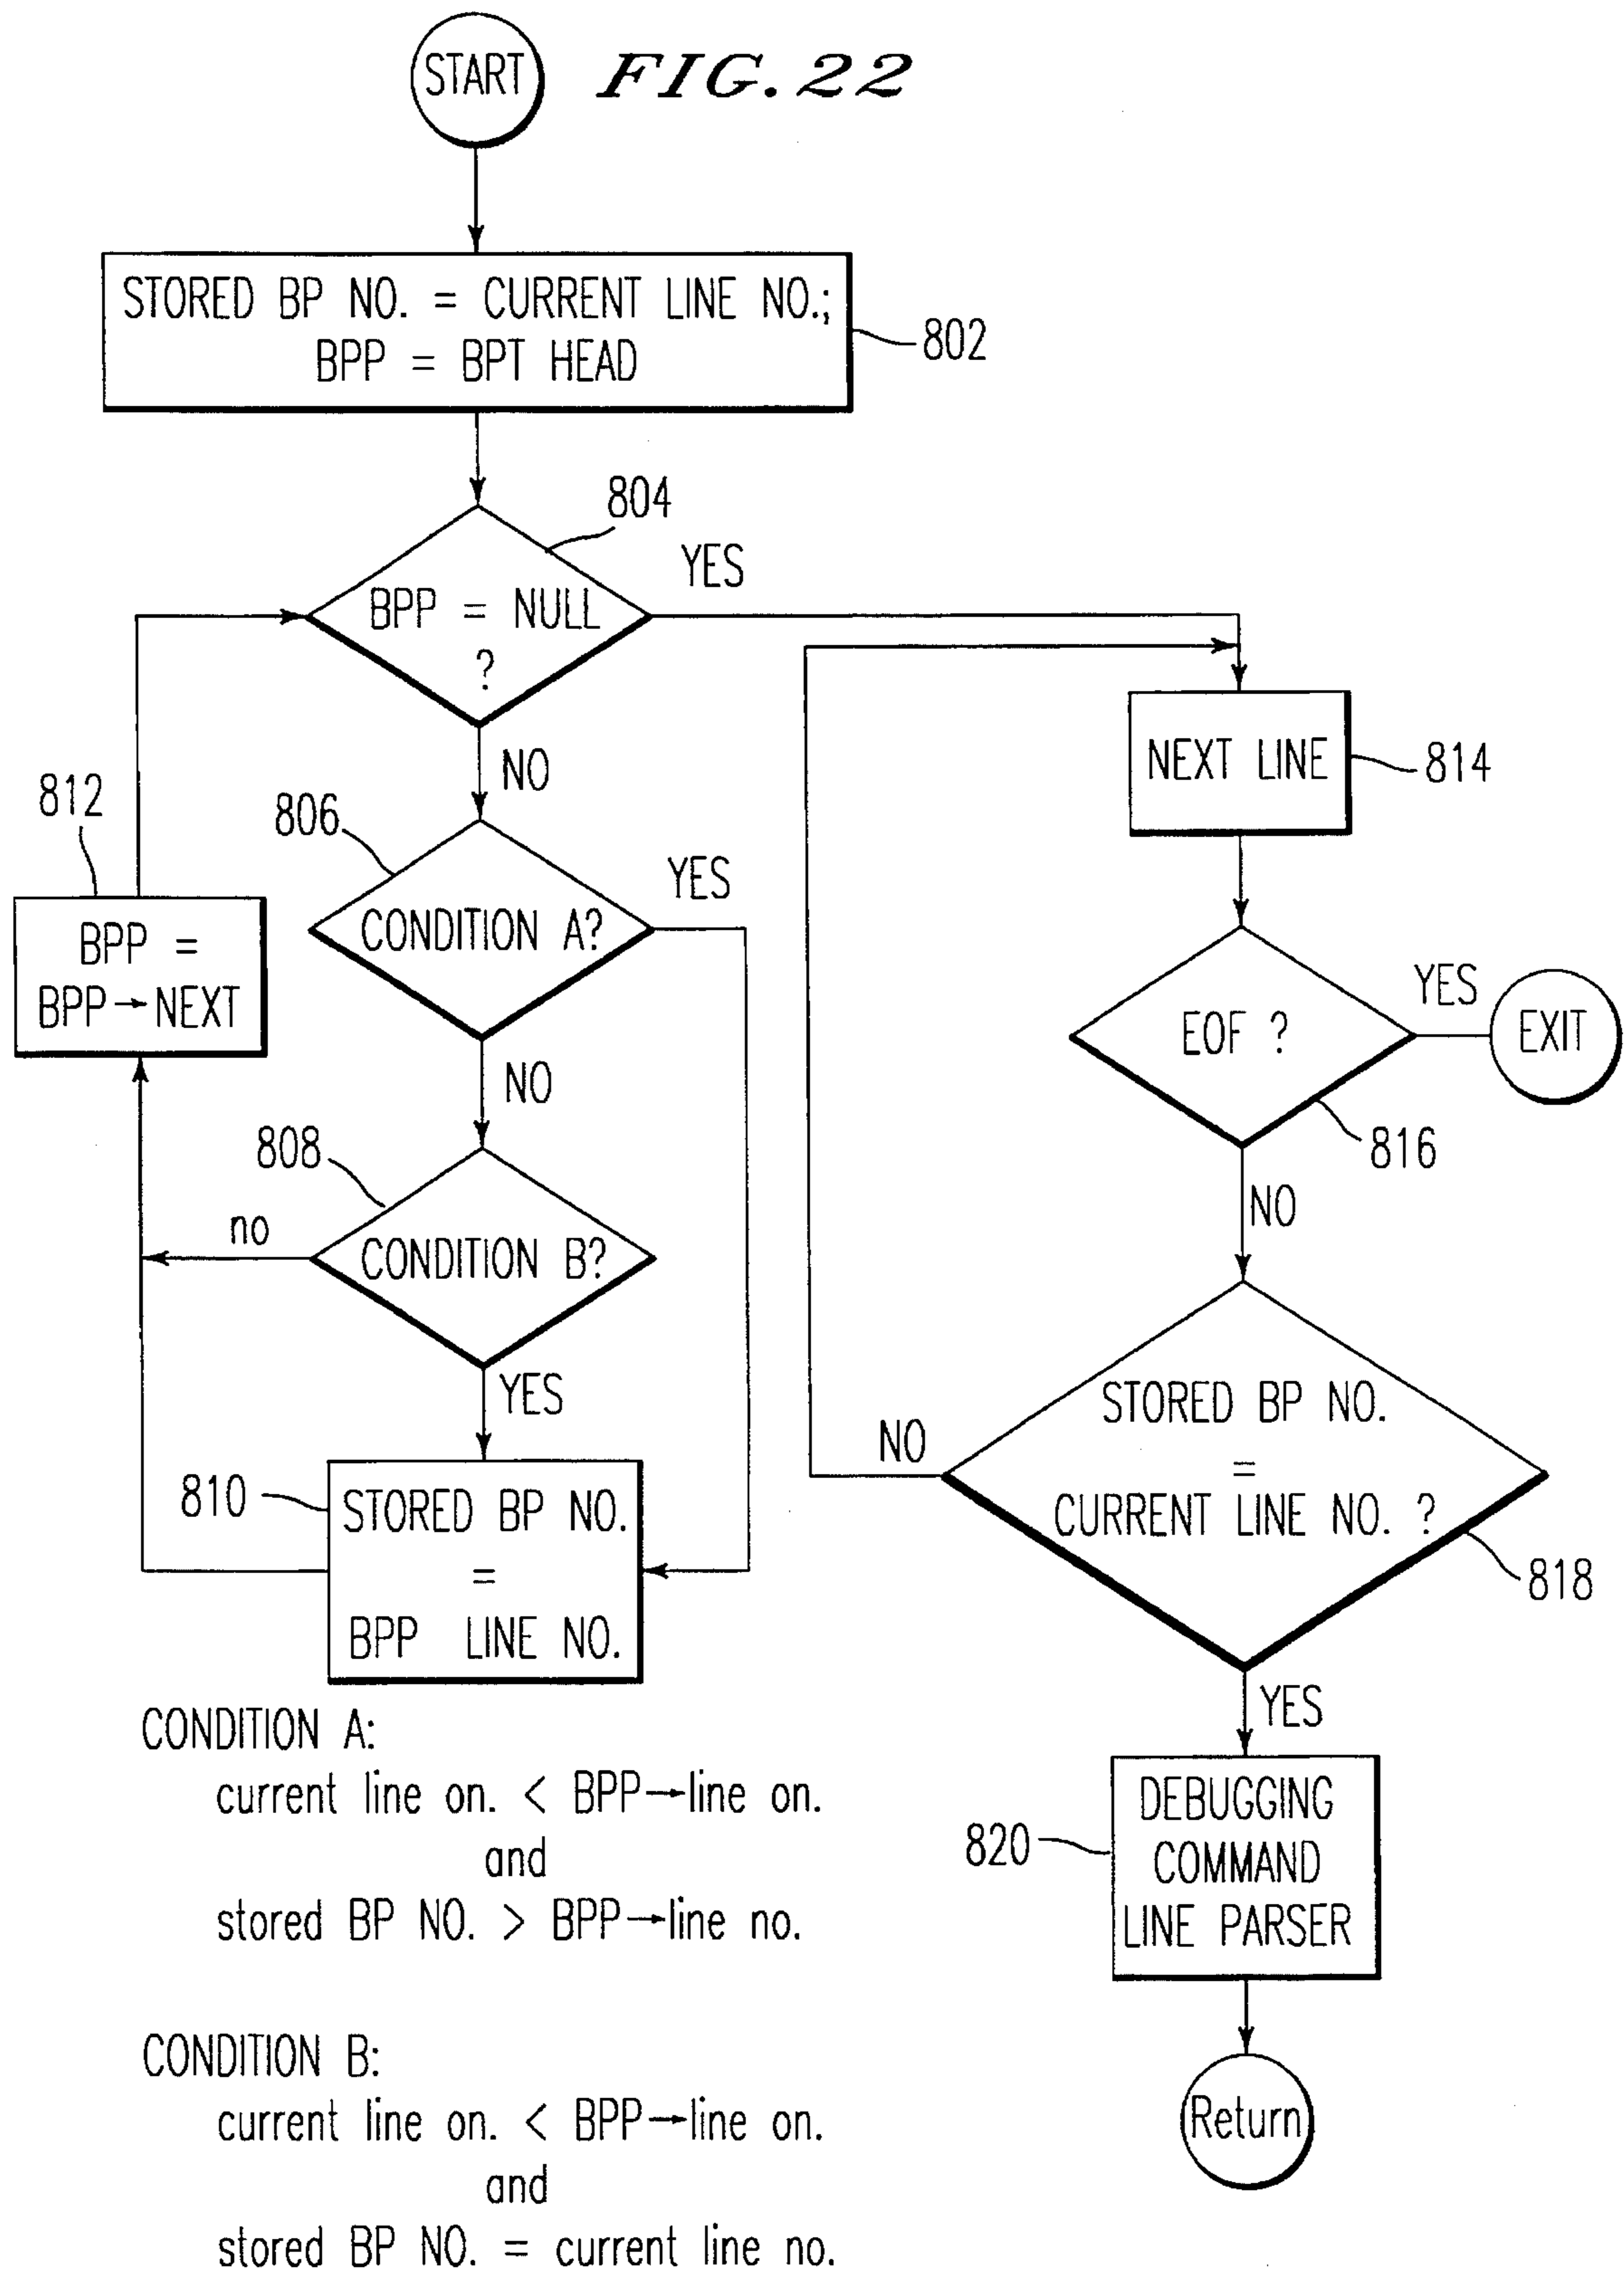 START
FIG. 22
STORED BP NO. = CURRENT LINE NO.;
BPP = BPT HEAD
802
804
YES
BPP = NULL
?
NO
NEXT LINE
814
812
806
YES
CONDITION A?
BPP =
BPP→NEXT
NO
EOF ?
YES
EXIT
816
NO
808
no
CONDITION B?
YES
810
STORED BP NO.
=
BPP LINE NO.
STORED BP NO.
=
CURRENT LINE NO. ?
NO
818
YES
820
DEBUGGING
COMMAND
LINE PARSER
Return
CONDITION A:
current line on. < BPP→line on.
and
stored BP NO. > BPP→line no.
CONDITION B:
current line on. < BPP→line on.
and
stored BP NO. = current line no.